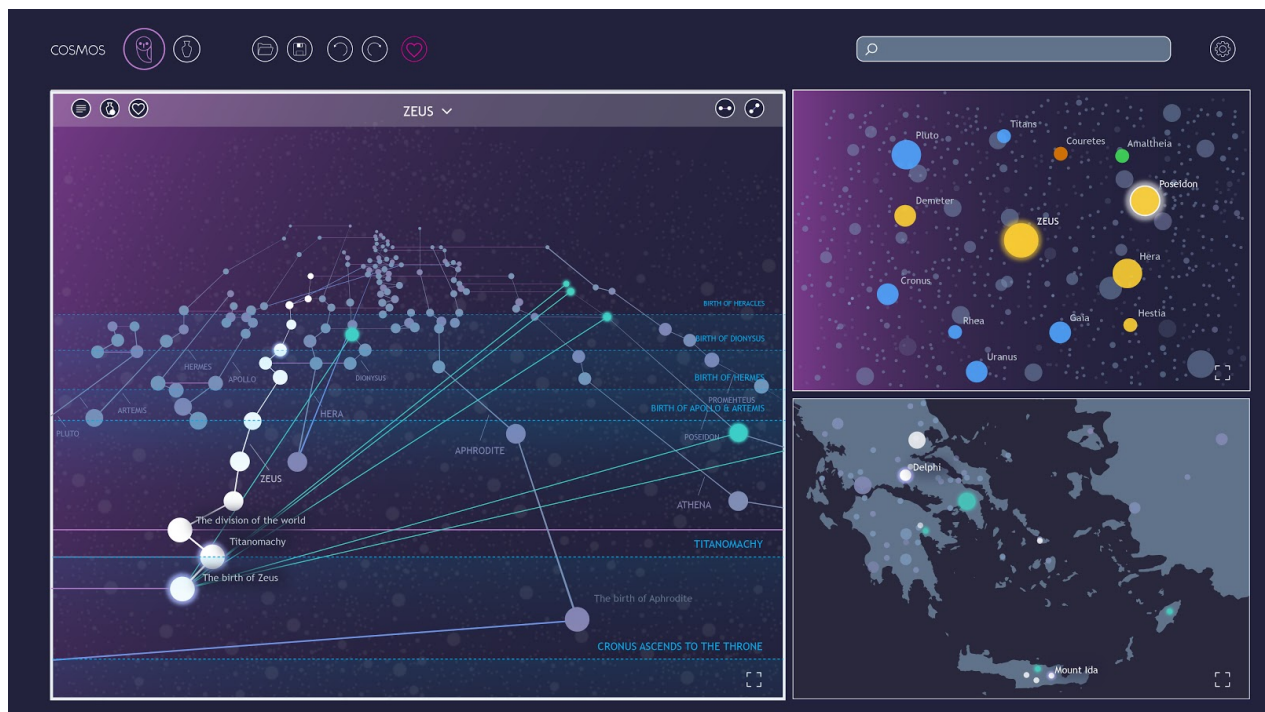 COSMOS
ZEUS
BIRTH OF HERACLES
BIRTH OF DIONYSUS
HERMES
APOLLO
DIONYSUS
BIRTH OF HERMES
PROMEHTEUS
ARTEMIS
HERA
BIRTH OF APOLLO & ARTEMIS
PLUTO
POSEIDON
APHRODITE
ZEUS
ATHENA
The division of the world
Titanomachy
TITANOMACHY
The birth of Zeus
The birth of Aphrodite
CRONUS ASCENDS TO THE THRONE
Titans
Pluto
Couretes
Amaltheia
Poseidon
Demeter
ZEUS
Hera
Cronus
Hestia
Rhea
Gaia
Uranus
Delphi
Mount Ida